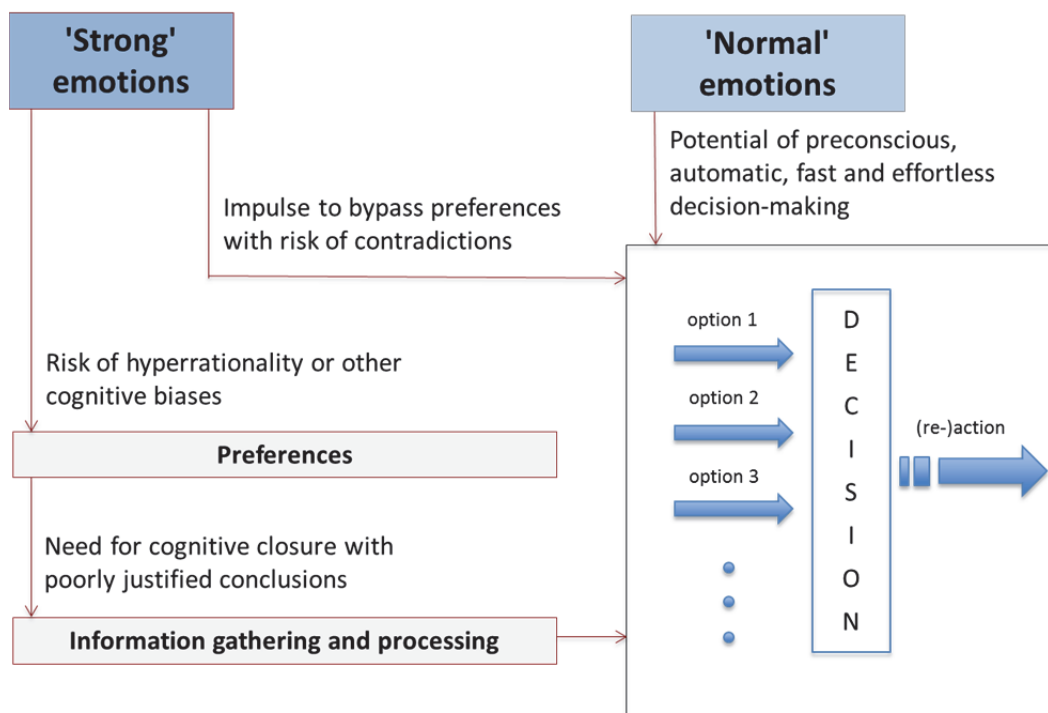 'Strong'
emotions
'Normal'
emotions
Potential of preconscious,
automatic, fast and effortless
decision-making
Impulse to bypass preferences
with risk of contradictions
Risk of hyperrationality or other
cognitive biases
Preferences
Need for cognitive closure with
poorly justified conclusions
Information gathering and processing
option 1
option 2
option 3
D
E
C
I
S
I
O
N
(re-)action